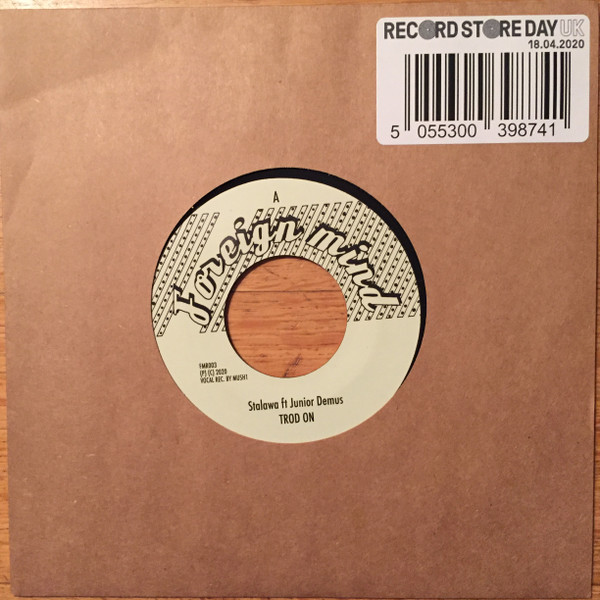 RECORD STORE DAY UK
18.04.2020
5 055300 398741
A
Foreign mind
FMR003
(P) (C) 2020
VOCAL REC. BY MUSH1
Stalawa ft Junior Demus
TROD ON